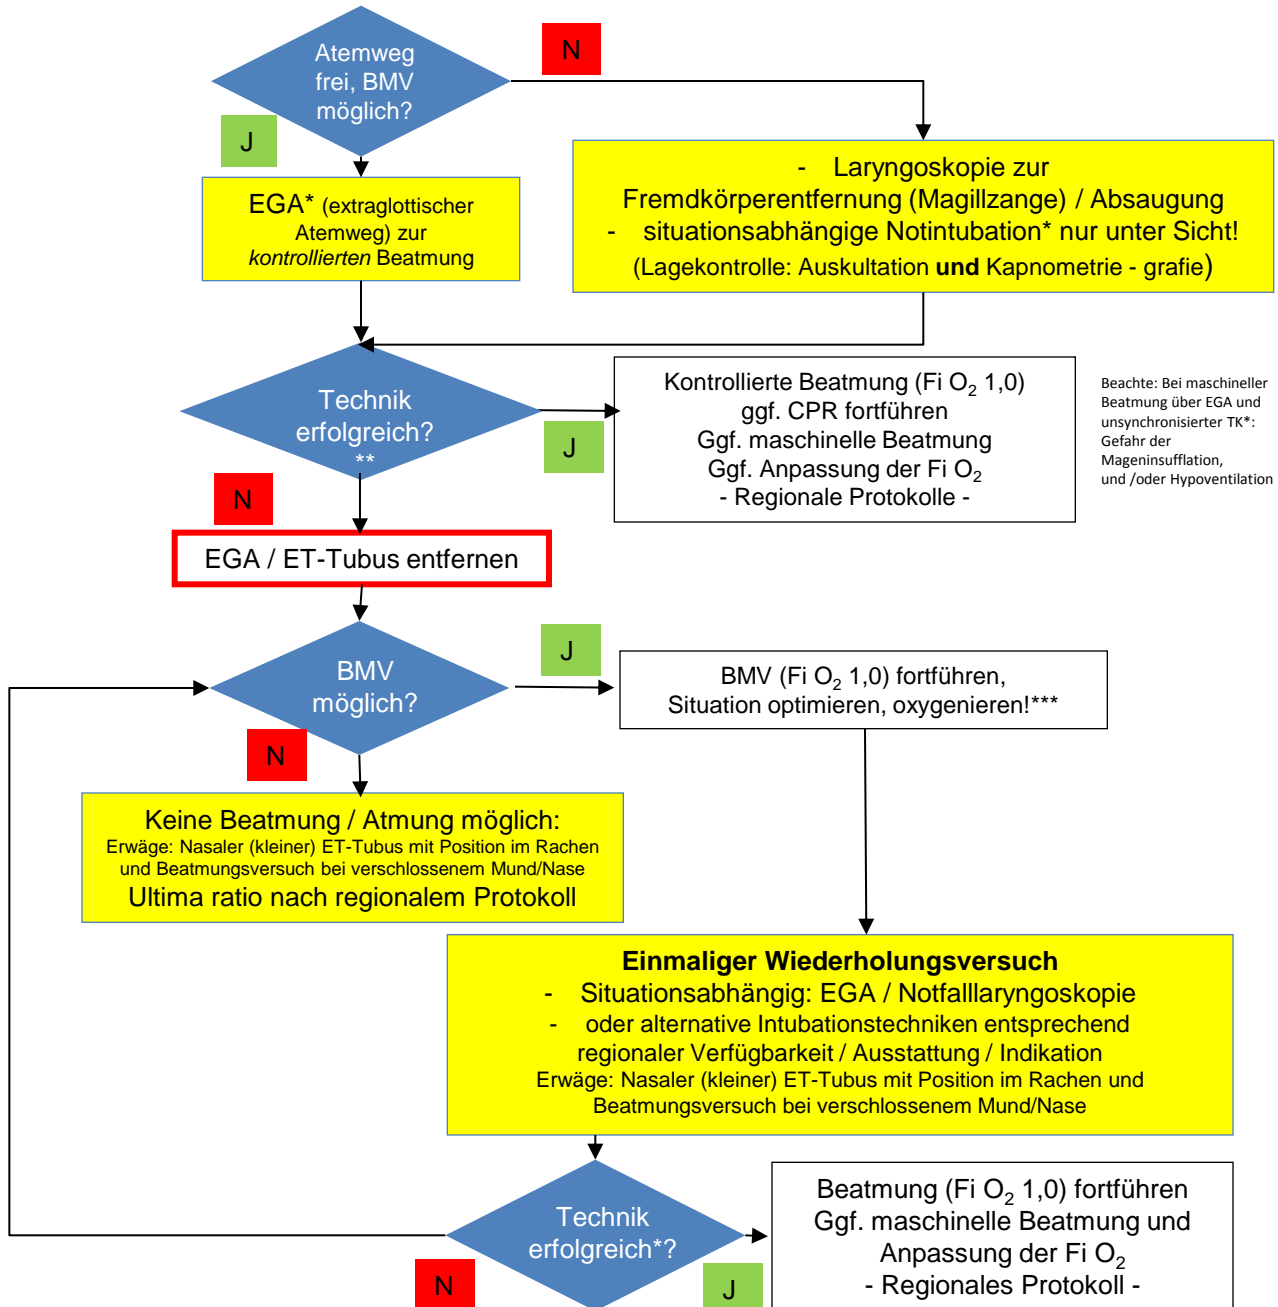 Atemweg
frei, BMV
möglich?
N
J
EGA* (extraglottischer
Atemweg) zur
kontrollierten Beatmung
- Laryngoskopie zur
Fremdkörperentfernung (Magillzange) / Absaugung
- situationsabhängige Notintubation* nur unter Sicht!
(Lagekontrolle: Auskultation und Kapnometrie - grafie)
Technik
erfolgreich?
**
J
N
Kontrollierte Beatmung (Fi O2 1,0)
ggf. CPR fortführen
Ggf. maschinelle Beatmung
Ggf. Anpassung der Fi O2
- Regionale Protokolle -
Beachte: Bei maschineller
Beatmung über EGA und
unsynchronisierter TK*:
Gefahr der
Mageninsufflation,
und /oder Hypoventilation
EGA / ET-Tubus entfernen
BMV
möglich?
J
N
BMV (Fi O2 1,0) fortführen,
Situation optimieren, oxygenieren!***
Keine Beatmung / Atmung möglich:
Erwäge: Nasaler (kleiner) ET-Tubus mit Position im Rachen
und Beatmungsversuch bei verschlossenem Mund/Nase
Ultima ratio nach regionalem Protokoll
Einmaliger Wiederholungsversuch
- Situationsabhängig: EGA / Notfalllaryngoskopie
- oder alternative Intubationstechniken entsprechend
regionaler Verfügbarkeit / Ausstattung / Indikation
Erwäge: Nasaler (kleiner) ET-Tubus mit Position im Rachen und
Beatmungsversuch bei verschlossenem Mund/Nase
Technik
erfolgreich*?
N
J
Beatmung (Fi O2 1,0) fortführen
Ggf. maschinelle Beatmung und
Anpassung der Fi O2
- Regionales Protokoll -